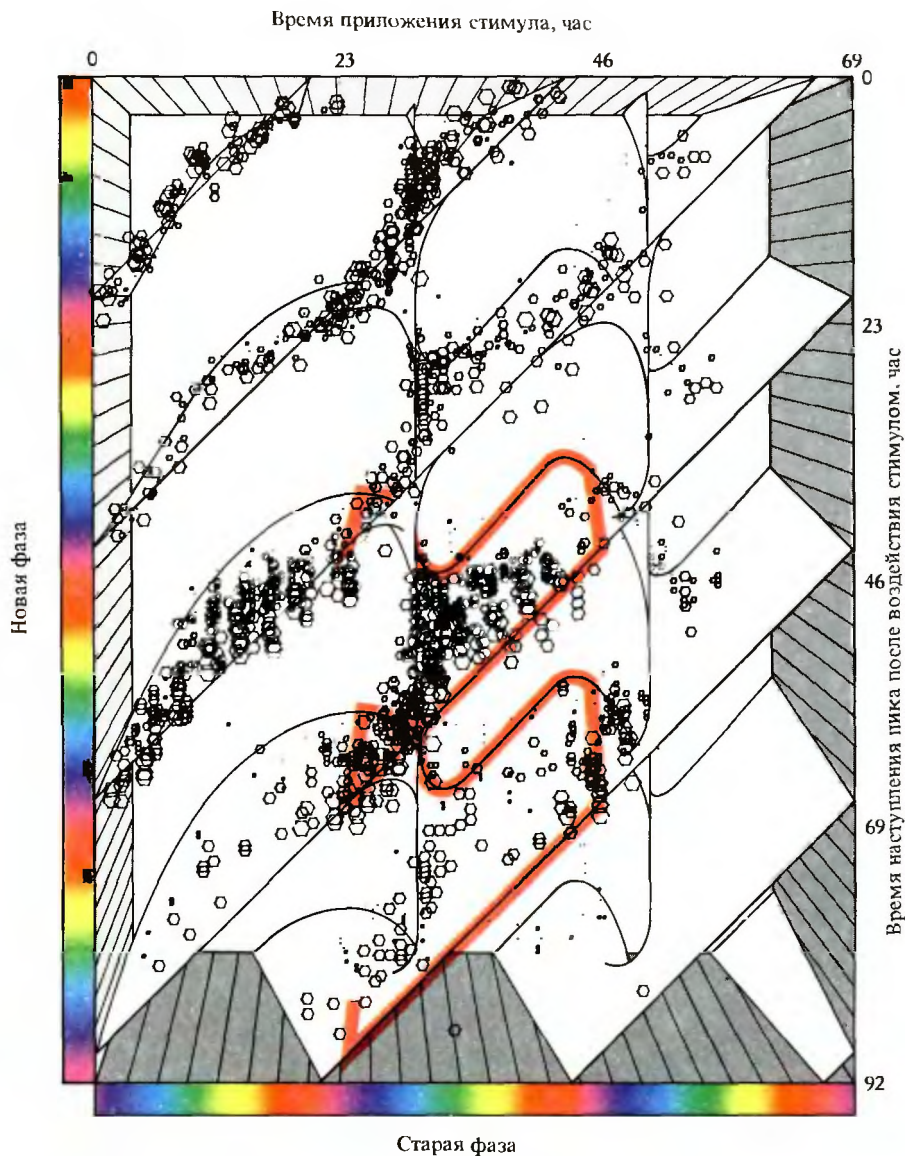 Время приложения стимула, час
0 23 46 69
0
23
46
69
92
Новая фаза
Время наступления пика после воздействия стимулом, час
Старая фаза